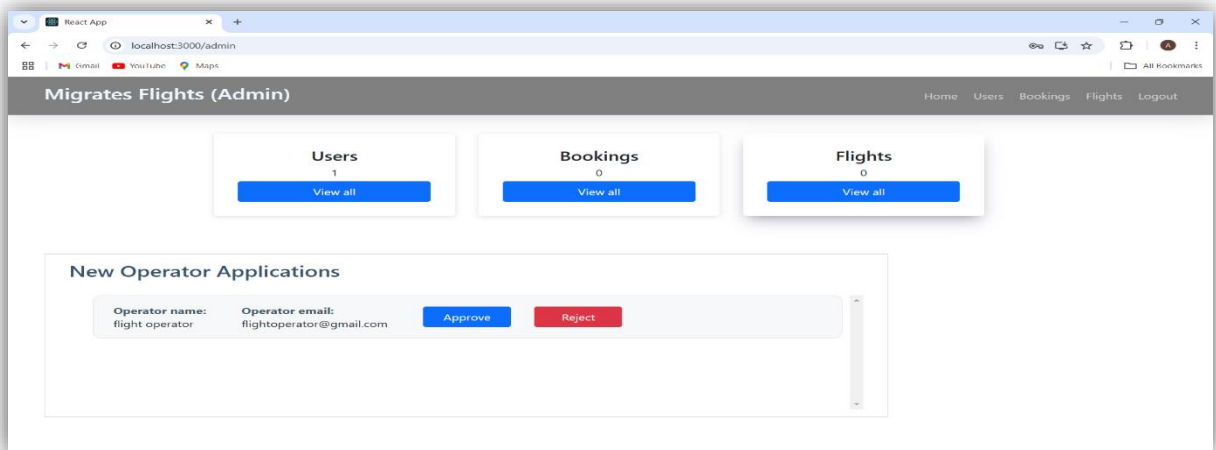 React App
localhost:3000/admin
Gmail YouTube Maps All Bookmarks
A
Migrates Flights (Admin) Home Users Bookings Flights Logout
Users Bookings Flights
1 0 0
View all View all View all
New Operator Applications
Operator name: Operator email:
flight operator flightoperator@gmail.com Approve Reject